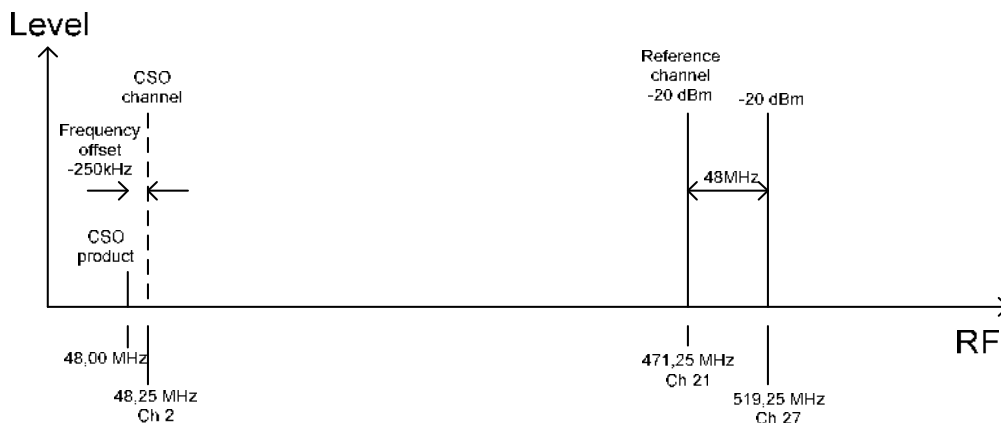 Level
CSO
channel
Frequency
offset
-250kHz
CSO
product
Reference
channel
-20 dBm
-20 dBm
48MHz
RF
48,00 MHz
48,25 MHz
Ch 2
471,25 MHz
Ch 21
519,25 MHz
Ch 27